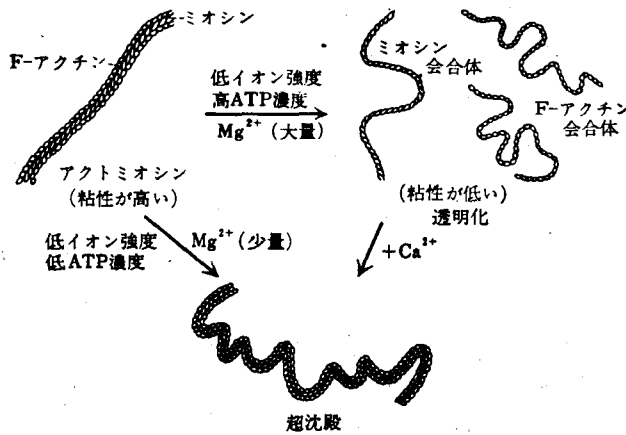 ミオシン
F-アクチン
低イオン強度
高ATP濃度
Mg²⁺(大量)
ミオシン
会合体
F-アクチン
会合体
アクトミオシン
(粘性が高い)
(粘性が低い)
透明化
低イオン強度
低ATP濃度
Mg²⁺(少量)
+Ca²⁺
超沈殿